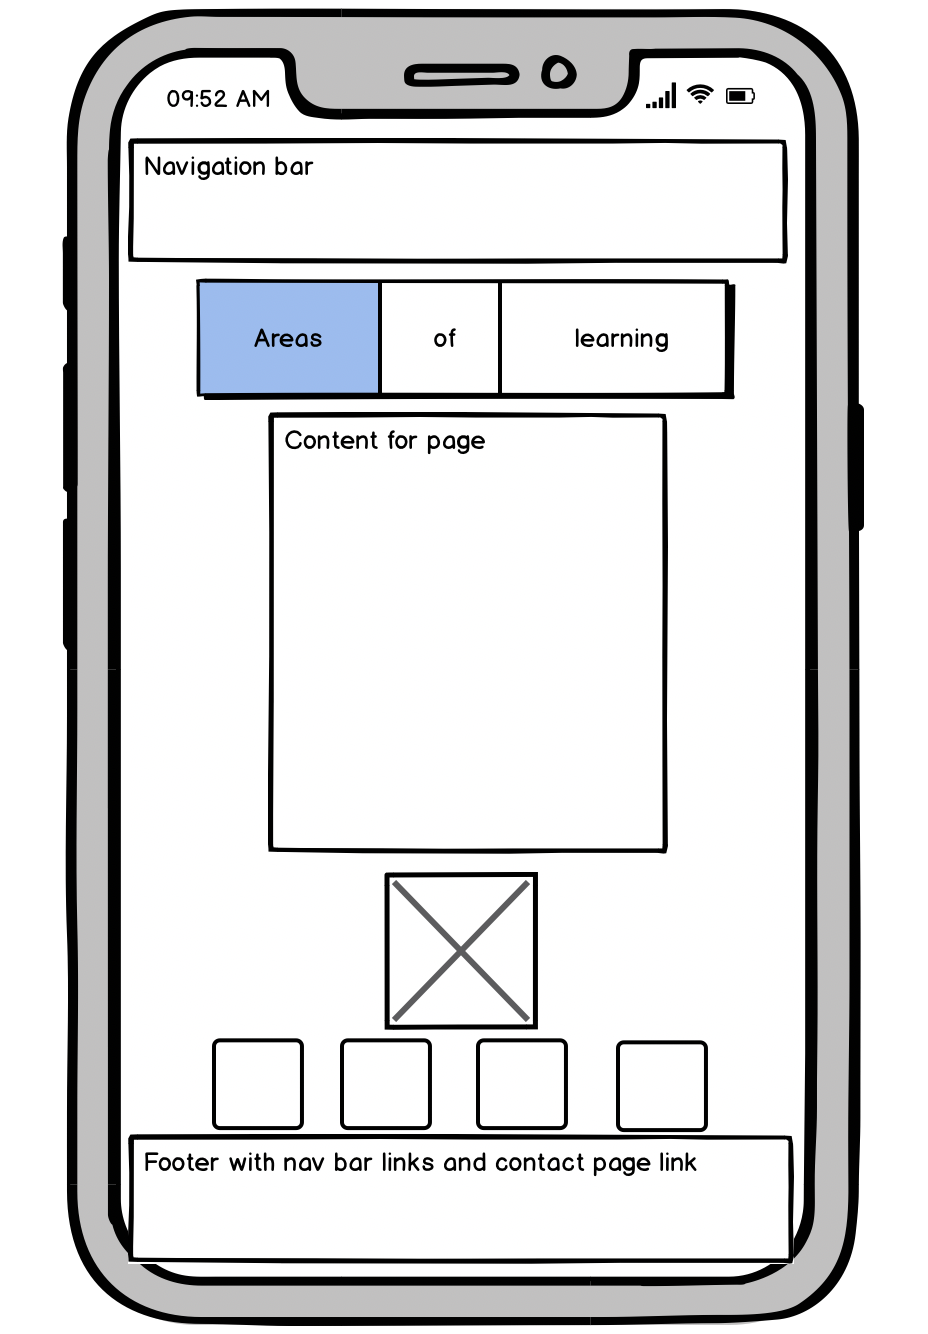 09:52 AM
Navigation bar
Areas of learning
Content for page
Footer with nav bar links and contact page link